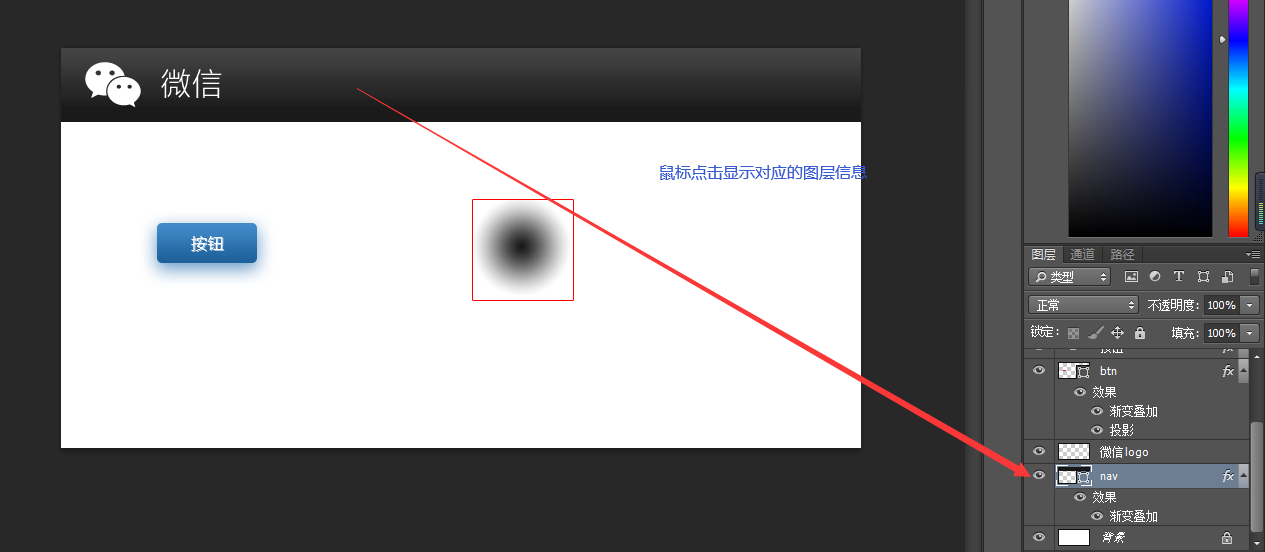 微信
鼠标点击显示对应的图层信息
按钮
图层 通道 路径
类型
正常 不透明度: 100%
锁定: 填充: 100%
btn fx
效果
渐变叠加
投影
微信logo
nav fx
效果
渐变叠加
背景